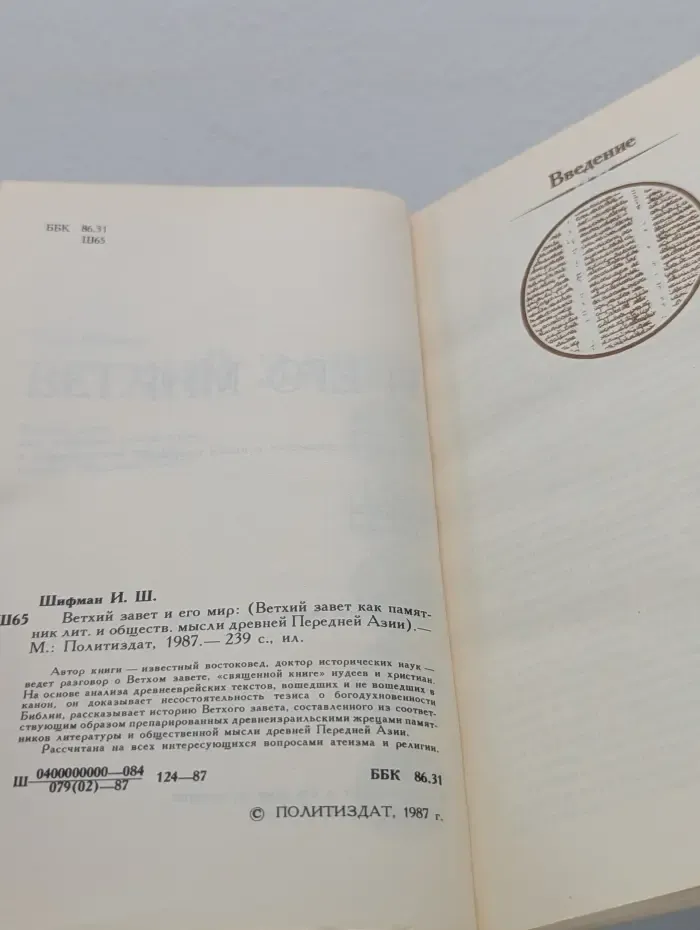 ББК 86.31
Ш65
Шифман И. Ш.
Ш65 Ветхий завет и его мир: (Ветхий завет как памят-
ник лит. и обществ. мысли древней Передней Азии).—
М.: Политиздат, 1987.— 239 с., ил.
Автор книги — известный востоковед, доктор исторических наук —
ведет разговор о Ветхом завете, «священной книге» иудеев и христиан.
На основе анализа древнееврейских текстов, вошедших и не вошедших в
канон, он доказывает несостоятельность тезиса о богодухновенности
Библии, рассказывает историю Ветхого завета, составленного из соответ-
ствующим образом препарированных древнеизраильскими жрецами памят-
ников литературы и общественной мысли древней Передней Азии.
Рассчитана на всех интересующихся вопросами атеизма и религии.
Ш 0400000000—084 124—87 ББК 86.31
079(02)—87
© ПОЛИТИЗДАТ, 1987 г.
Введение